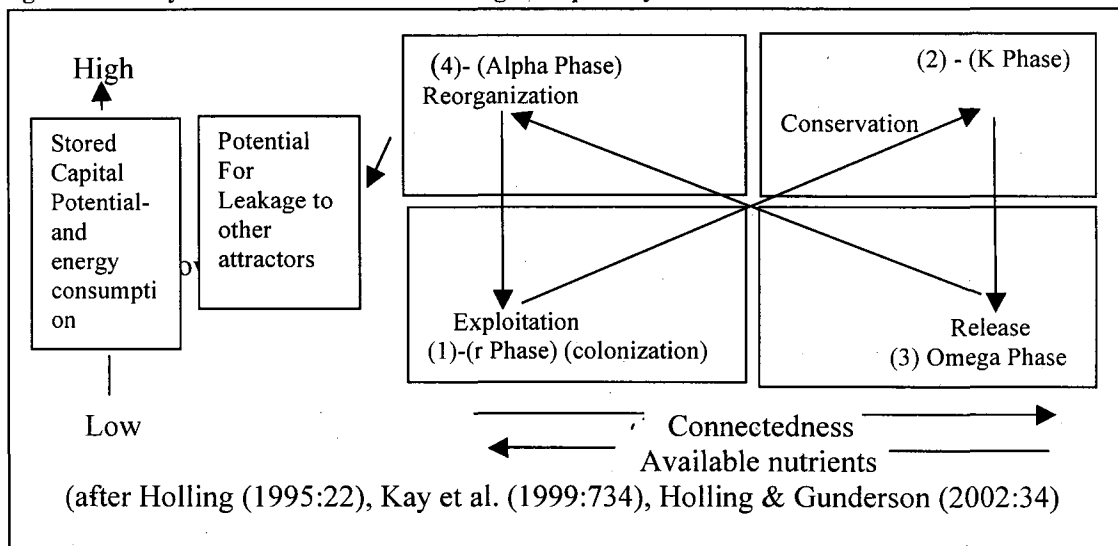 High
Stored
Capital
Potential-
and
energy
consumpti
on
Low
Potential
For
Leakage to
other
attractors
(4)- (Alpha Phase)
Reorganization
(2) - (K Phase)
Conservation
Exploitation
(1)-(r Phase) (colonization)
Release
(3) Omega Phase
Connectedness
Available nutrients
(after Holling (1995:22), Kay et al. (1999:734), Holling & Gunderson (2002:34)